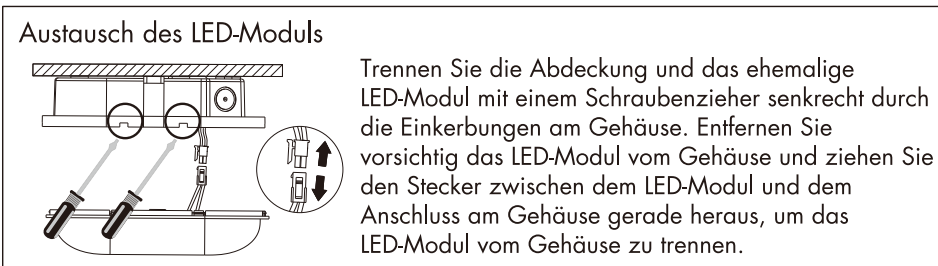 Austausch des LED-Moduls
Trennen Sie die Abdeckung und das ehemalige
LED-Modul mit einem Schraubenzieher senkrecht durch
die Einkerbungen am Gehäuse. Entfernen Sie
vorsichtig das LED-Modul vom Gehäuse und ziehen Sie
den Stecker zwischen dem LED-Modul und dem
Anschluss am Gehäuse gerade heraus, um das
LED-Modul vom Gehäuse zu trennen.